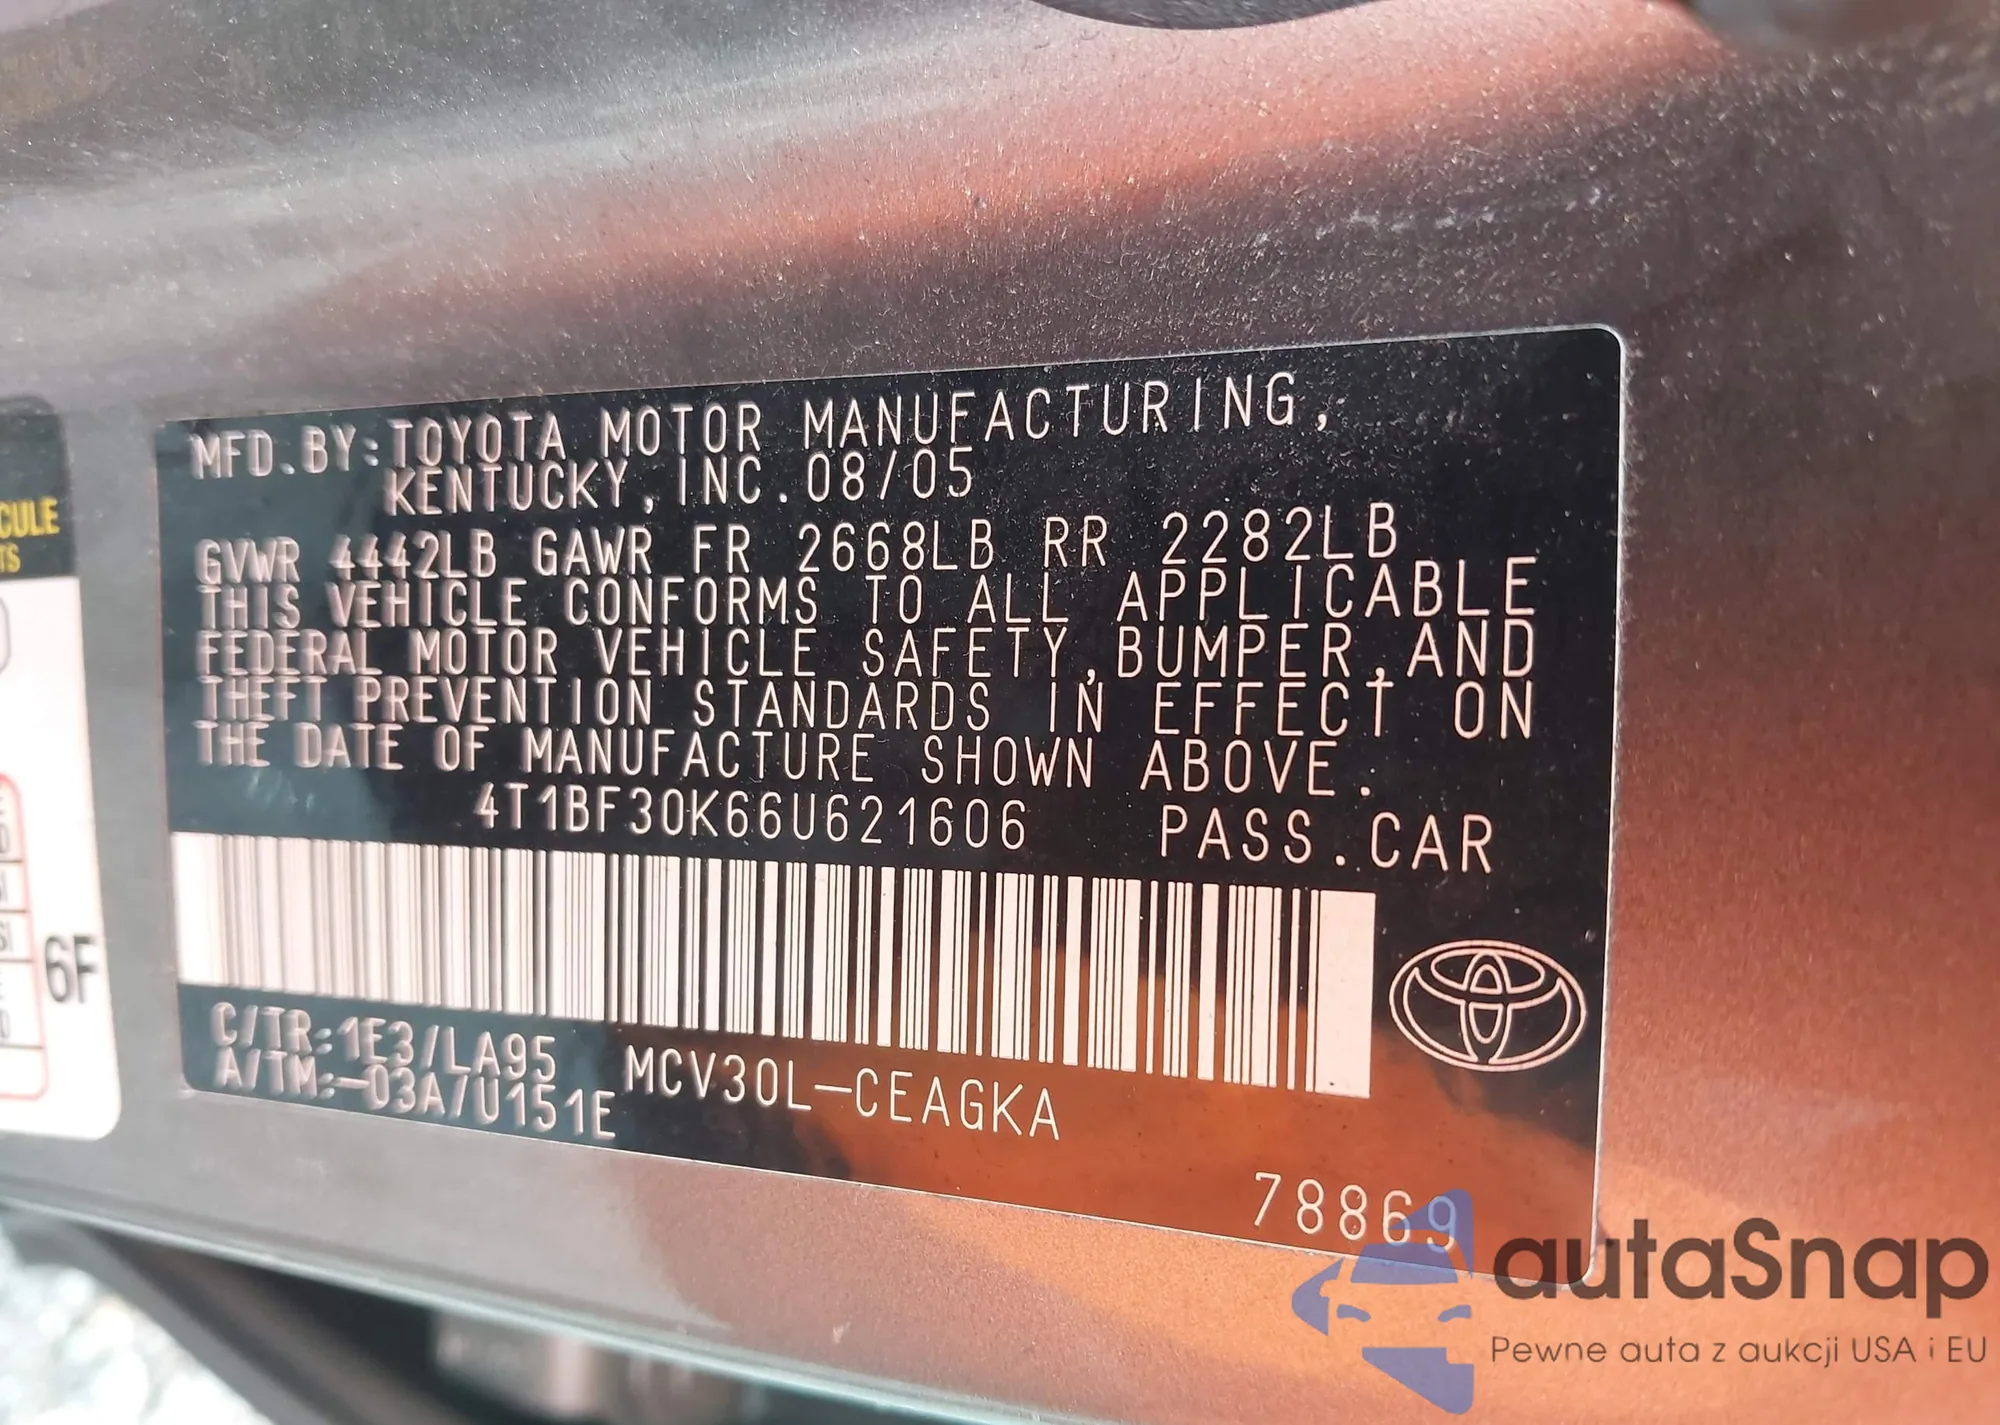 MFD.BY:TOYOTA MOTOR MANUFACTURING,
KENTUCKY, INC.08/05
GVWR 4442LB GAWR FR 2668LB RR 2282LB
THIS VEHICLE CONFORMS TO ALL APPLICABLE
FEDERAL MOTOR VEHICLE SAFETY,BUMPER,AND
THEFT PREVENTION STANDARDS IN EFFECT ON
THE DATE OF MANUFACTURE SHOWN ABOVE.
4T1BF30K66U621606 PASS.CAR
C/TR:1E3/LA95 MCV30L-CEAGKA
A/TM:-03A/U151E
78869
6F
autaSnap
Pewne auta z aukcji USA i EU